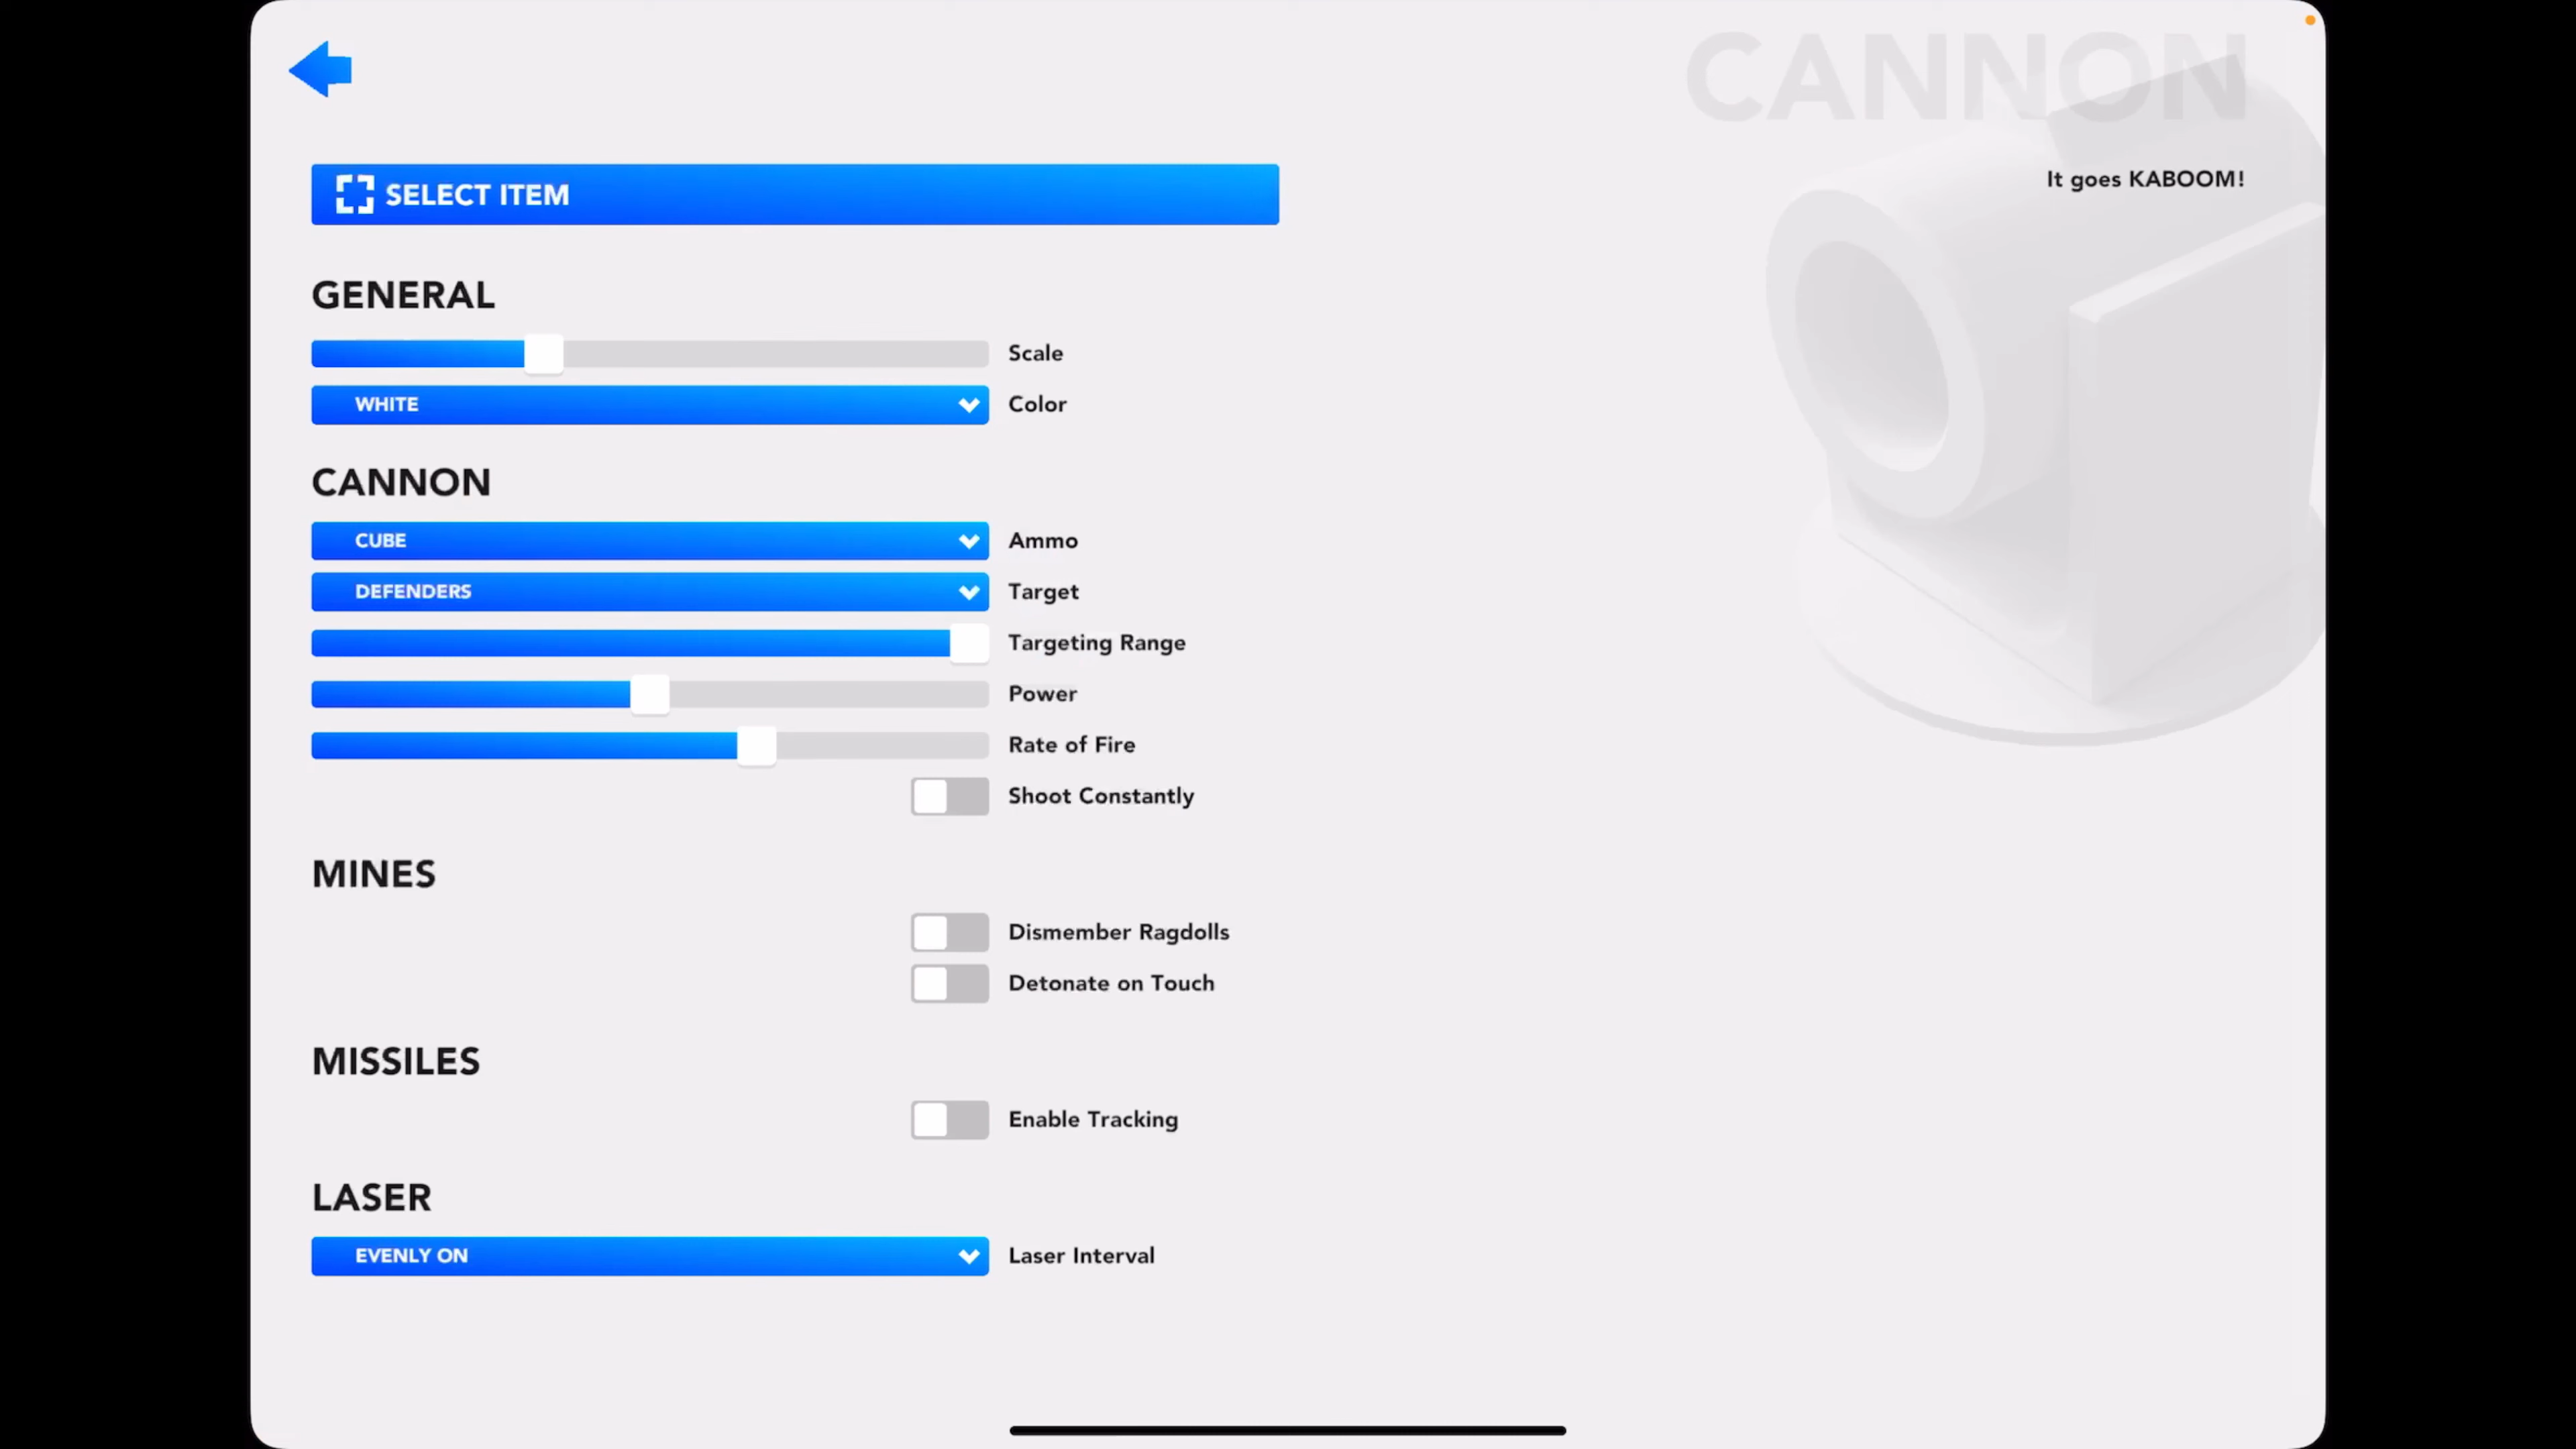 CANNON
It goes KABOOM!
SELECT ITEM
GENERAL
Scale
WHITE Color
CANNON
CUBE Ammo
DEFENDERS Target
Targeting Range
Power
Rate of Fire
Shoot Constantly
MINES
Dismember Ragdolls
Detonate on Touch
MISSILES
Enable Tracking
LASER
EVENLY ON Laser Interval